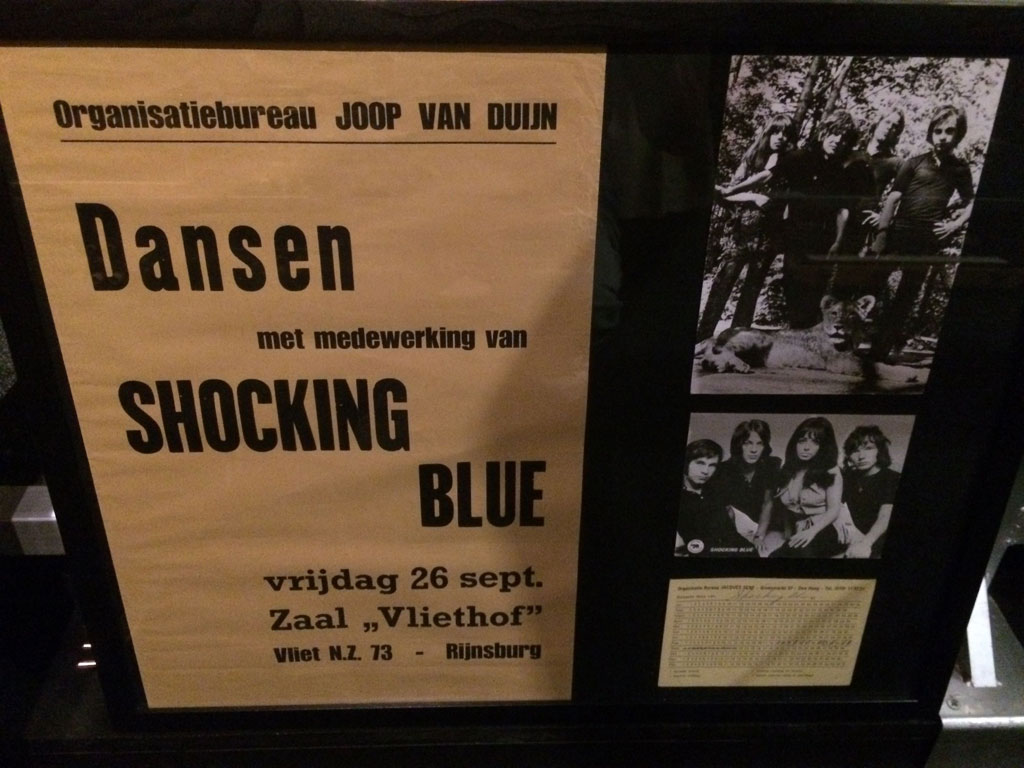 Organisatiebureau JOOP VAN DUIJN
Dansen
met medewerking van
SHOCKING
BLUE
vrijdag 26 sept.
Zaal „Vliethof”
Vliet N.Z. 73 - Rijnsburg
SHOCKING BLUE